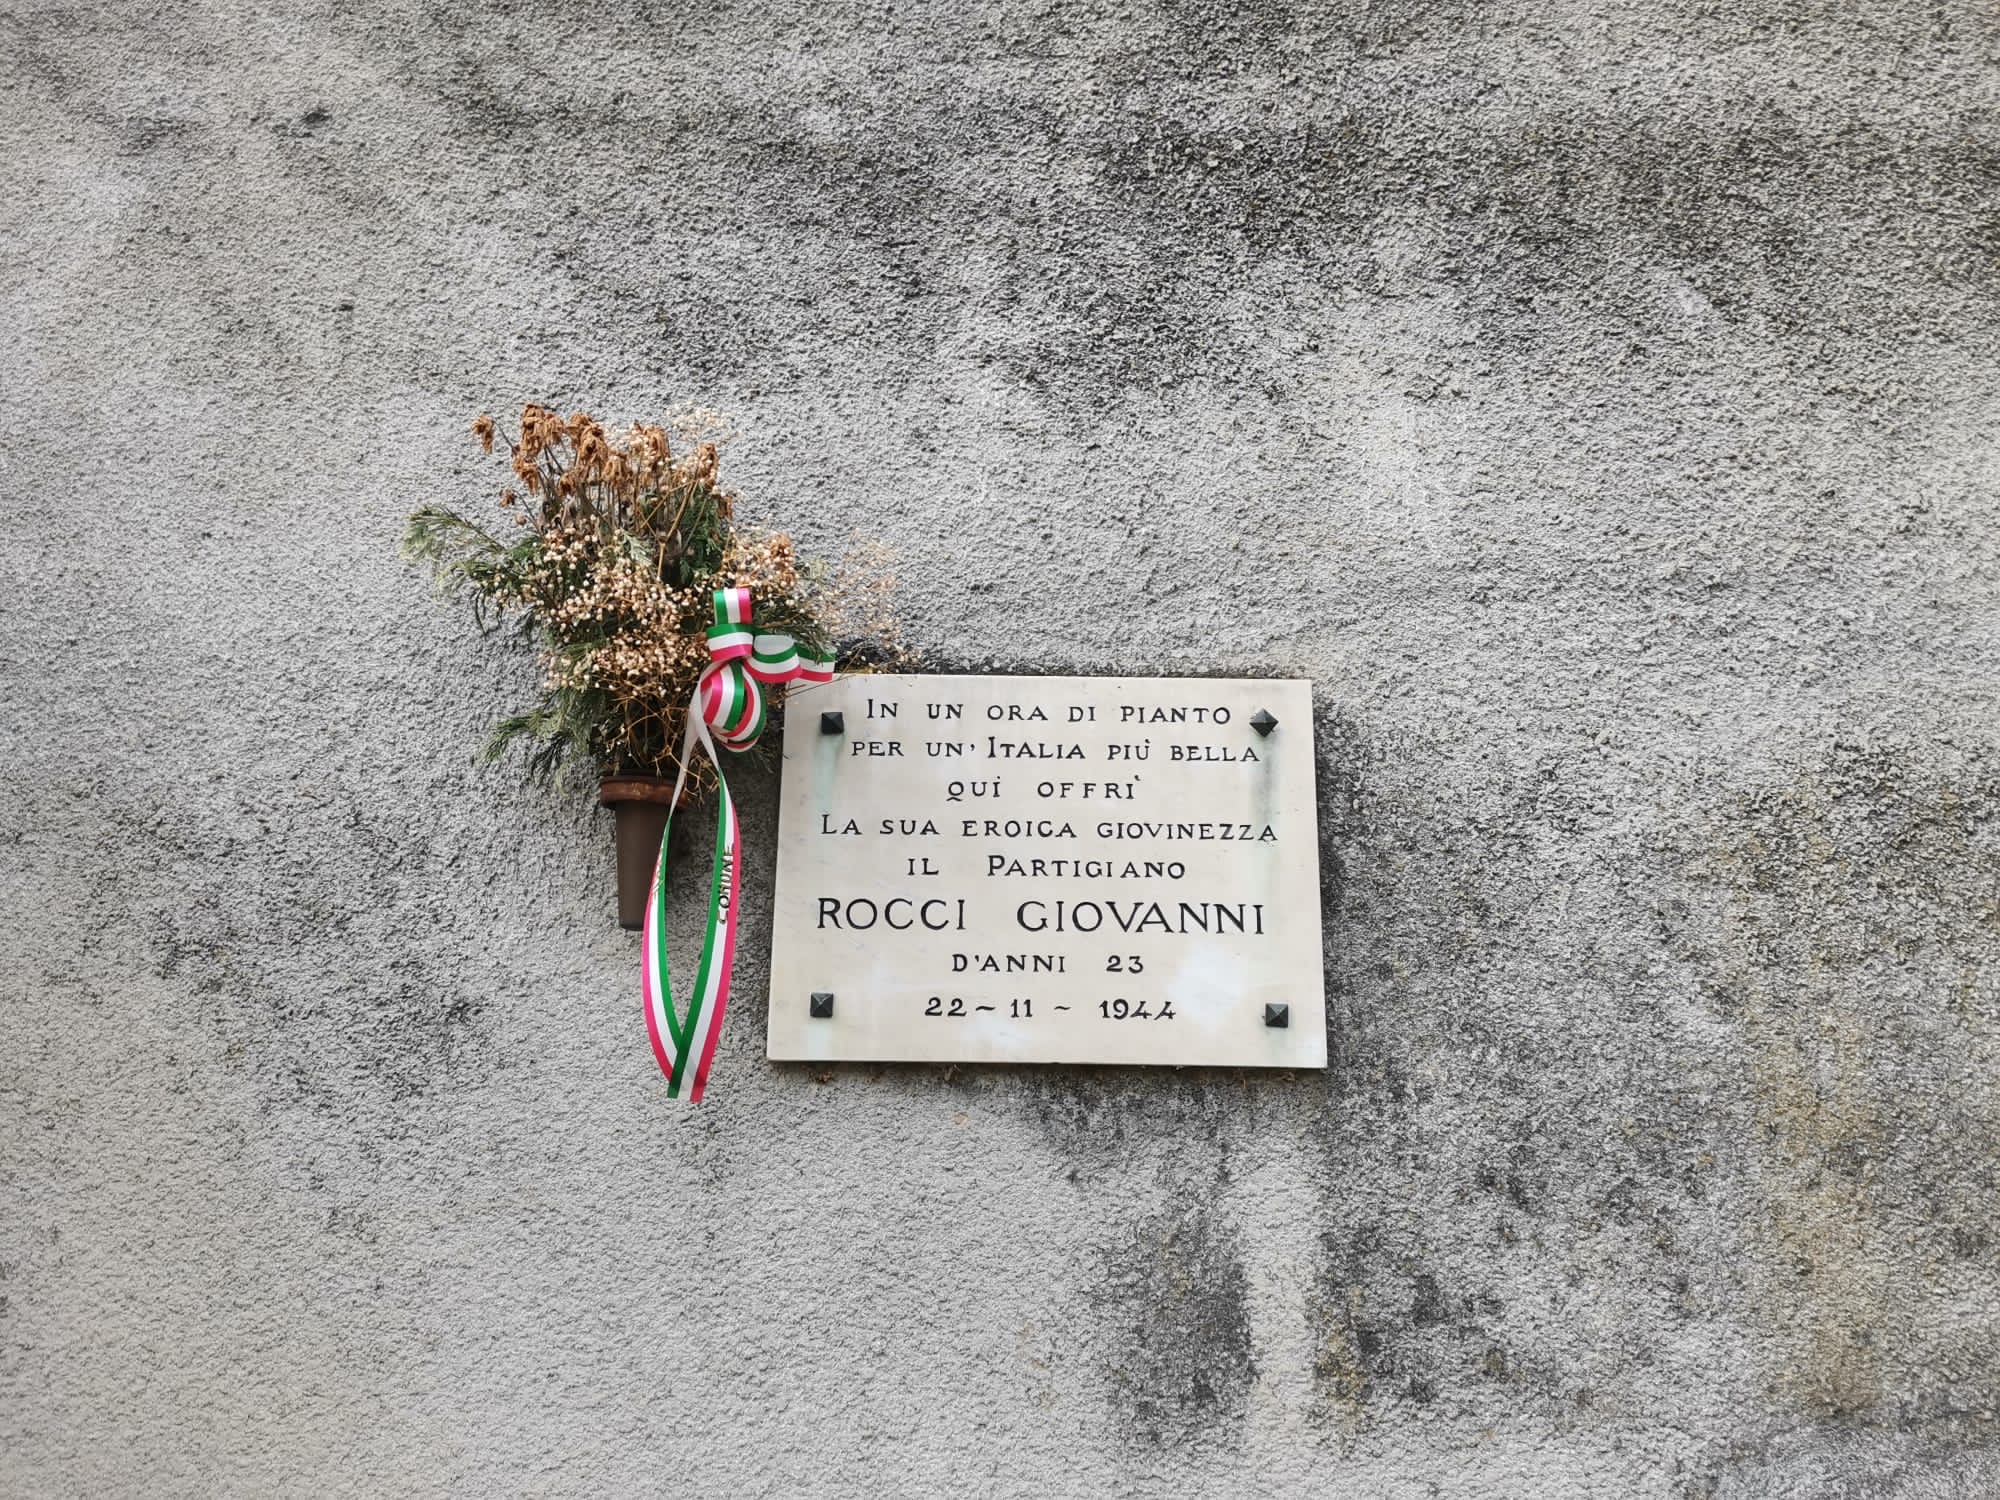 In un ora di pianto
per un' Italia più bella
qui offrì
La sua eroica giovinezza
il Partigiano
ROCCI GIOVANNI
d'anni 23
22-11-1944
COMUNE